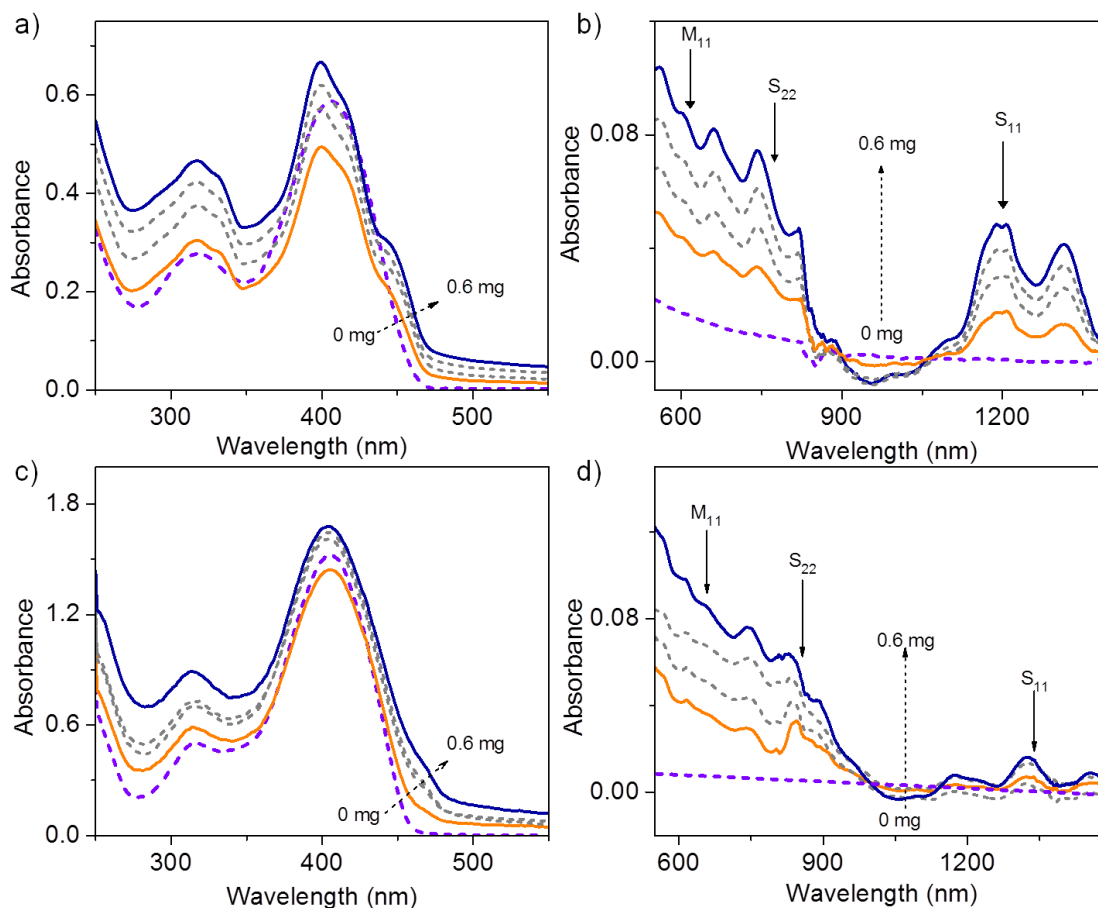 a)
0.6
0.4
0.2
0.0
Absorbance
0.6 mg
0 mg
300
400
500
Wavelength (nm)
b)
M11
S22
S11
0.6 mg
0 mg
0.08
0.00
Absorbance
600
900
1200
Wavelength (nm)
c)
1.8
1.2
0.6
0.0
Absorbance
0.6 mg
0 mg
300
400
500
Wavelength (nm)
d)
M11
S22
S11
0.6 mg
0 mg
0.08
0.00
Absorbance
600
900
1200
Wavelength (nm)